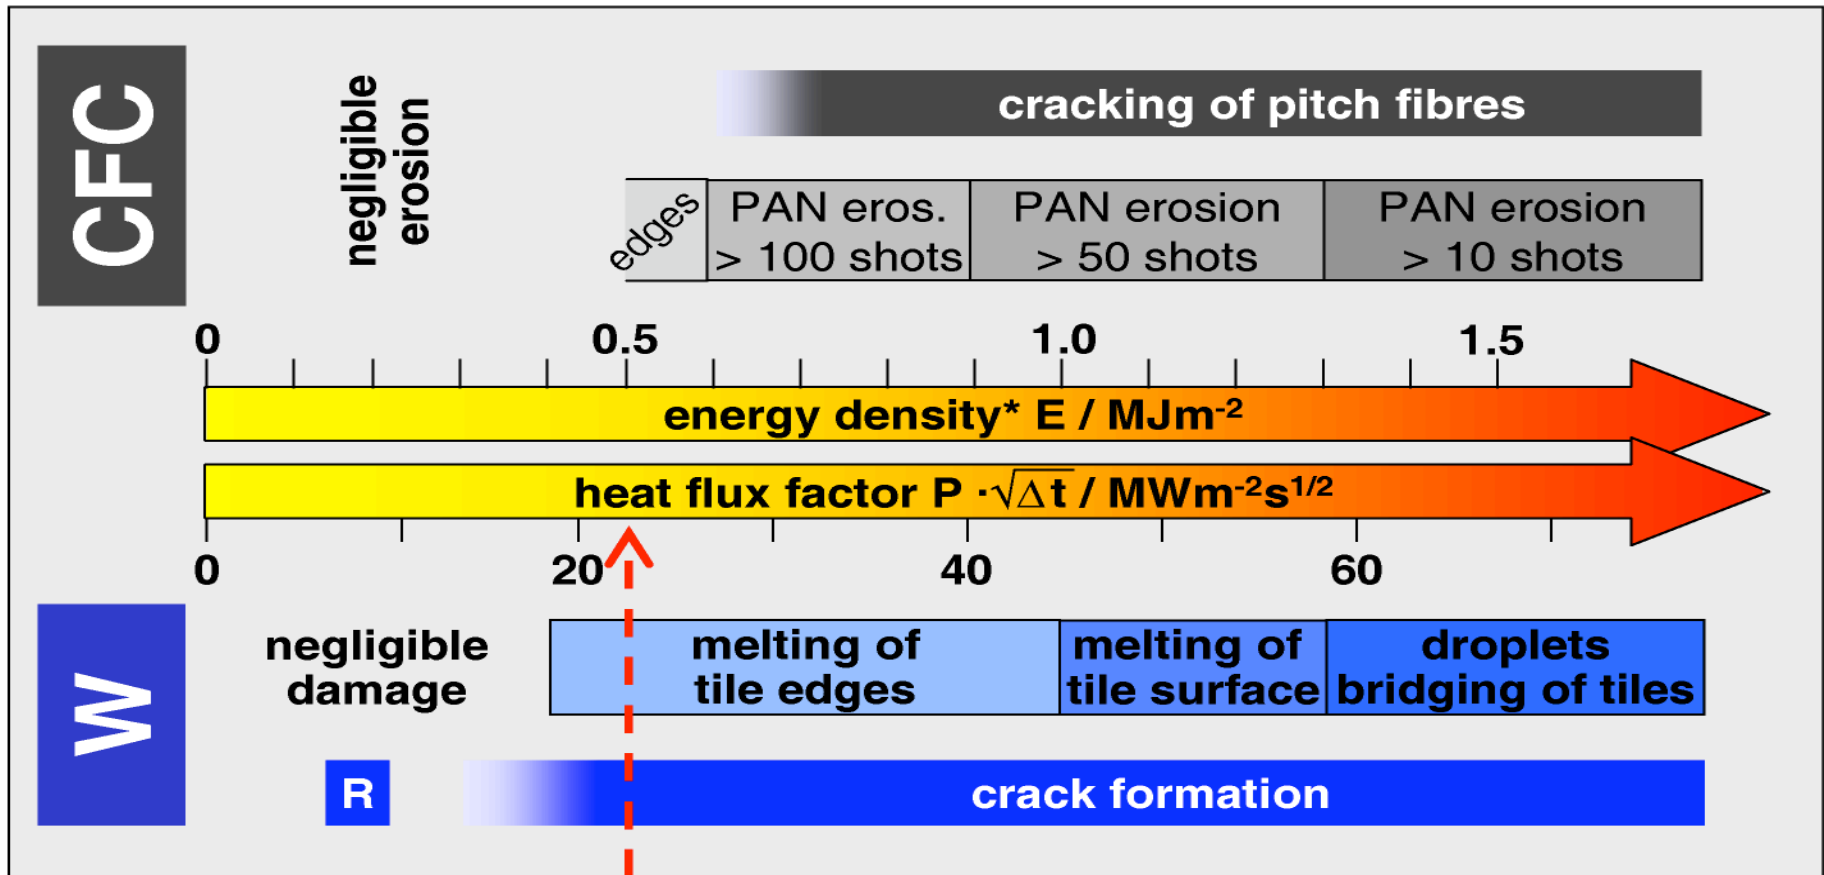 CFC
negligible
erosion
cracking of pitch fibres
edges
PAN eros.
> 100 shots
PAN erosion
> 50 shots
PAN erosion
> 10 shots
0 0.5 1.0 1.5
energy density* E / MJm⁻²
heat flux factor P ·√Δt / MWm⁻²s¹ᐟ²
0 20 40 60
W
negligible
damage
melting of
tile edges
melting of
tile surface
droplets
bridging of tiles
R
crack formation